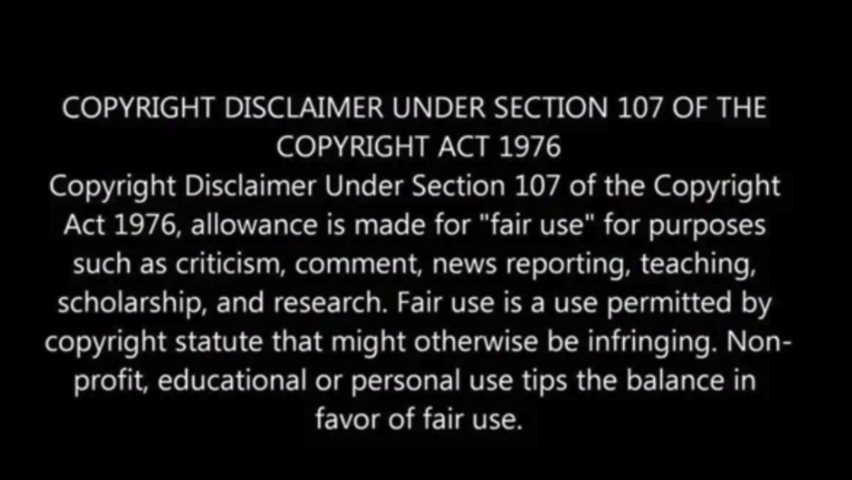 COPYRIGHT DISCLAIMER UNDER SECTION 107 OF THE
COPYRIGHT ACT 1976
Copyright Disclaimer Under Section 107 of the Copyright
Act 1976, allowance is made for "fair use" for purposes
such as criticism, comment, news reporting, teaching,
scholarship, and research. Fair use is a use permitted by
copyright statute that might otherwise be infringing. Non-
profit, educational or personal use tips the balance in
favor of fair use.